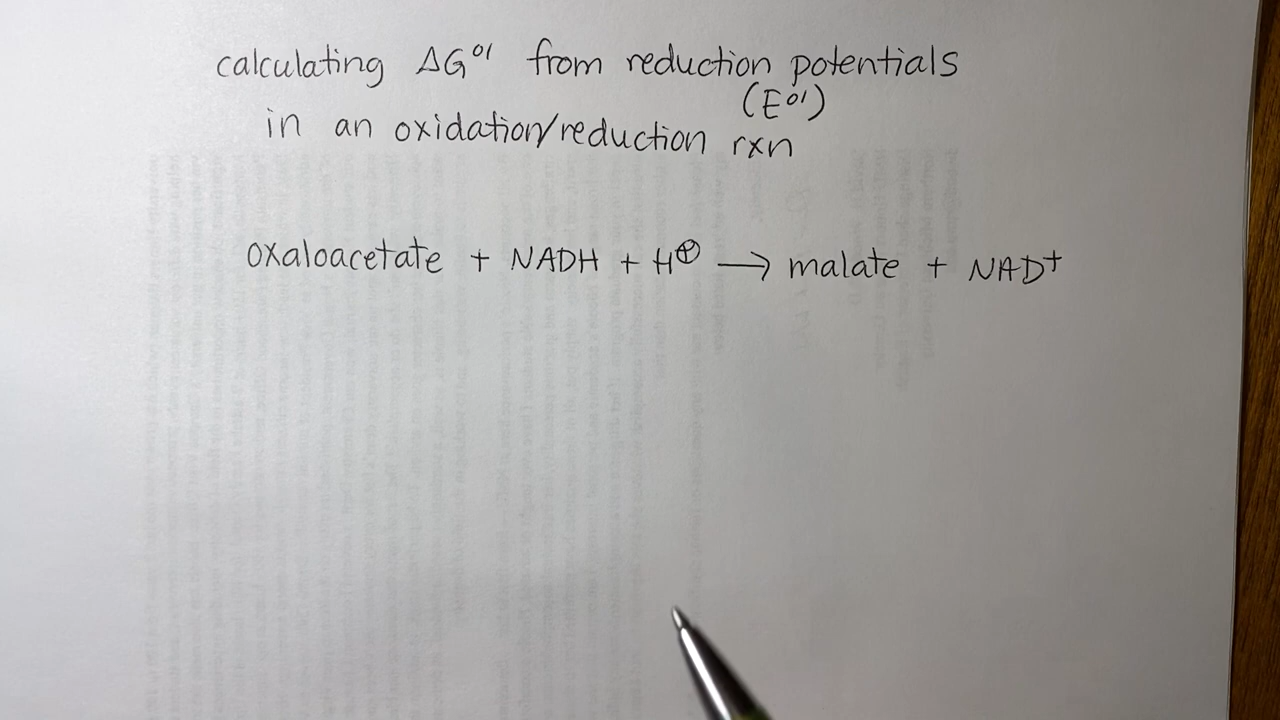 calculating ΔG°' from reduction potentials
(E°')
in an oxidation/reduction rxn
oxaloacetate + NADH + H⊕ → malate + NAD+